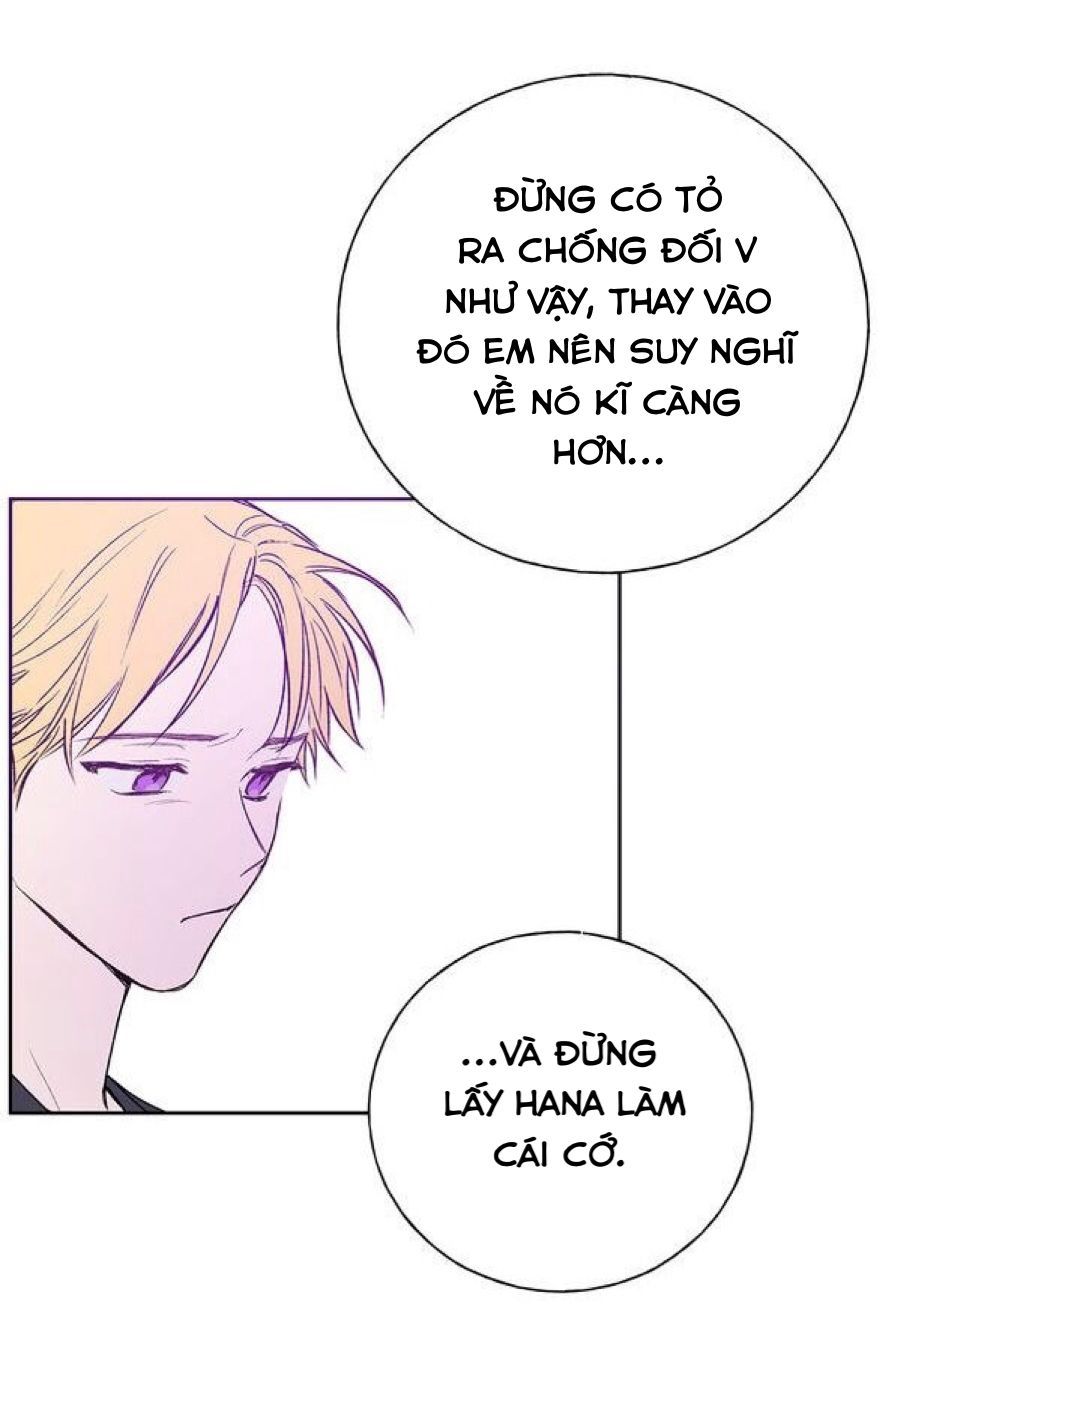 ĐỪNG CÓ TỎ
RA CHỐNG ĐỐI V
NHƯ VẬY, THAY VÀO
ĐÓ EM NÊN SUY NGHĨ
VỀ NÓ KĨ CÀNG
HƠN...
...VÀ ĐỪNG
LẤY HANA LÀM
CÁI CỚ.